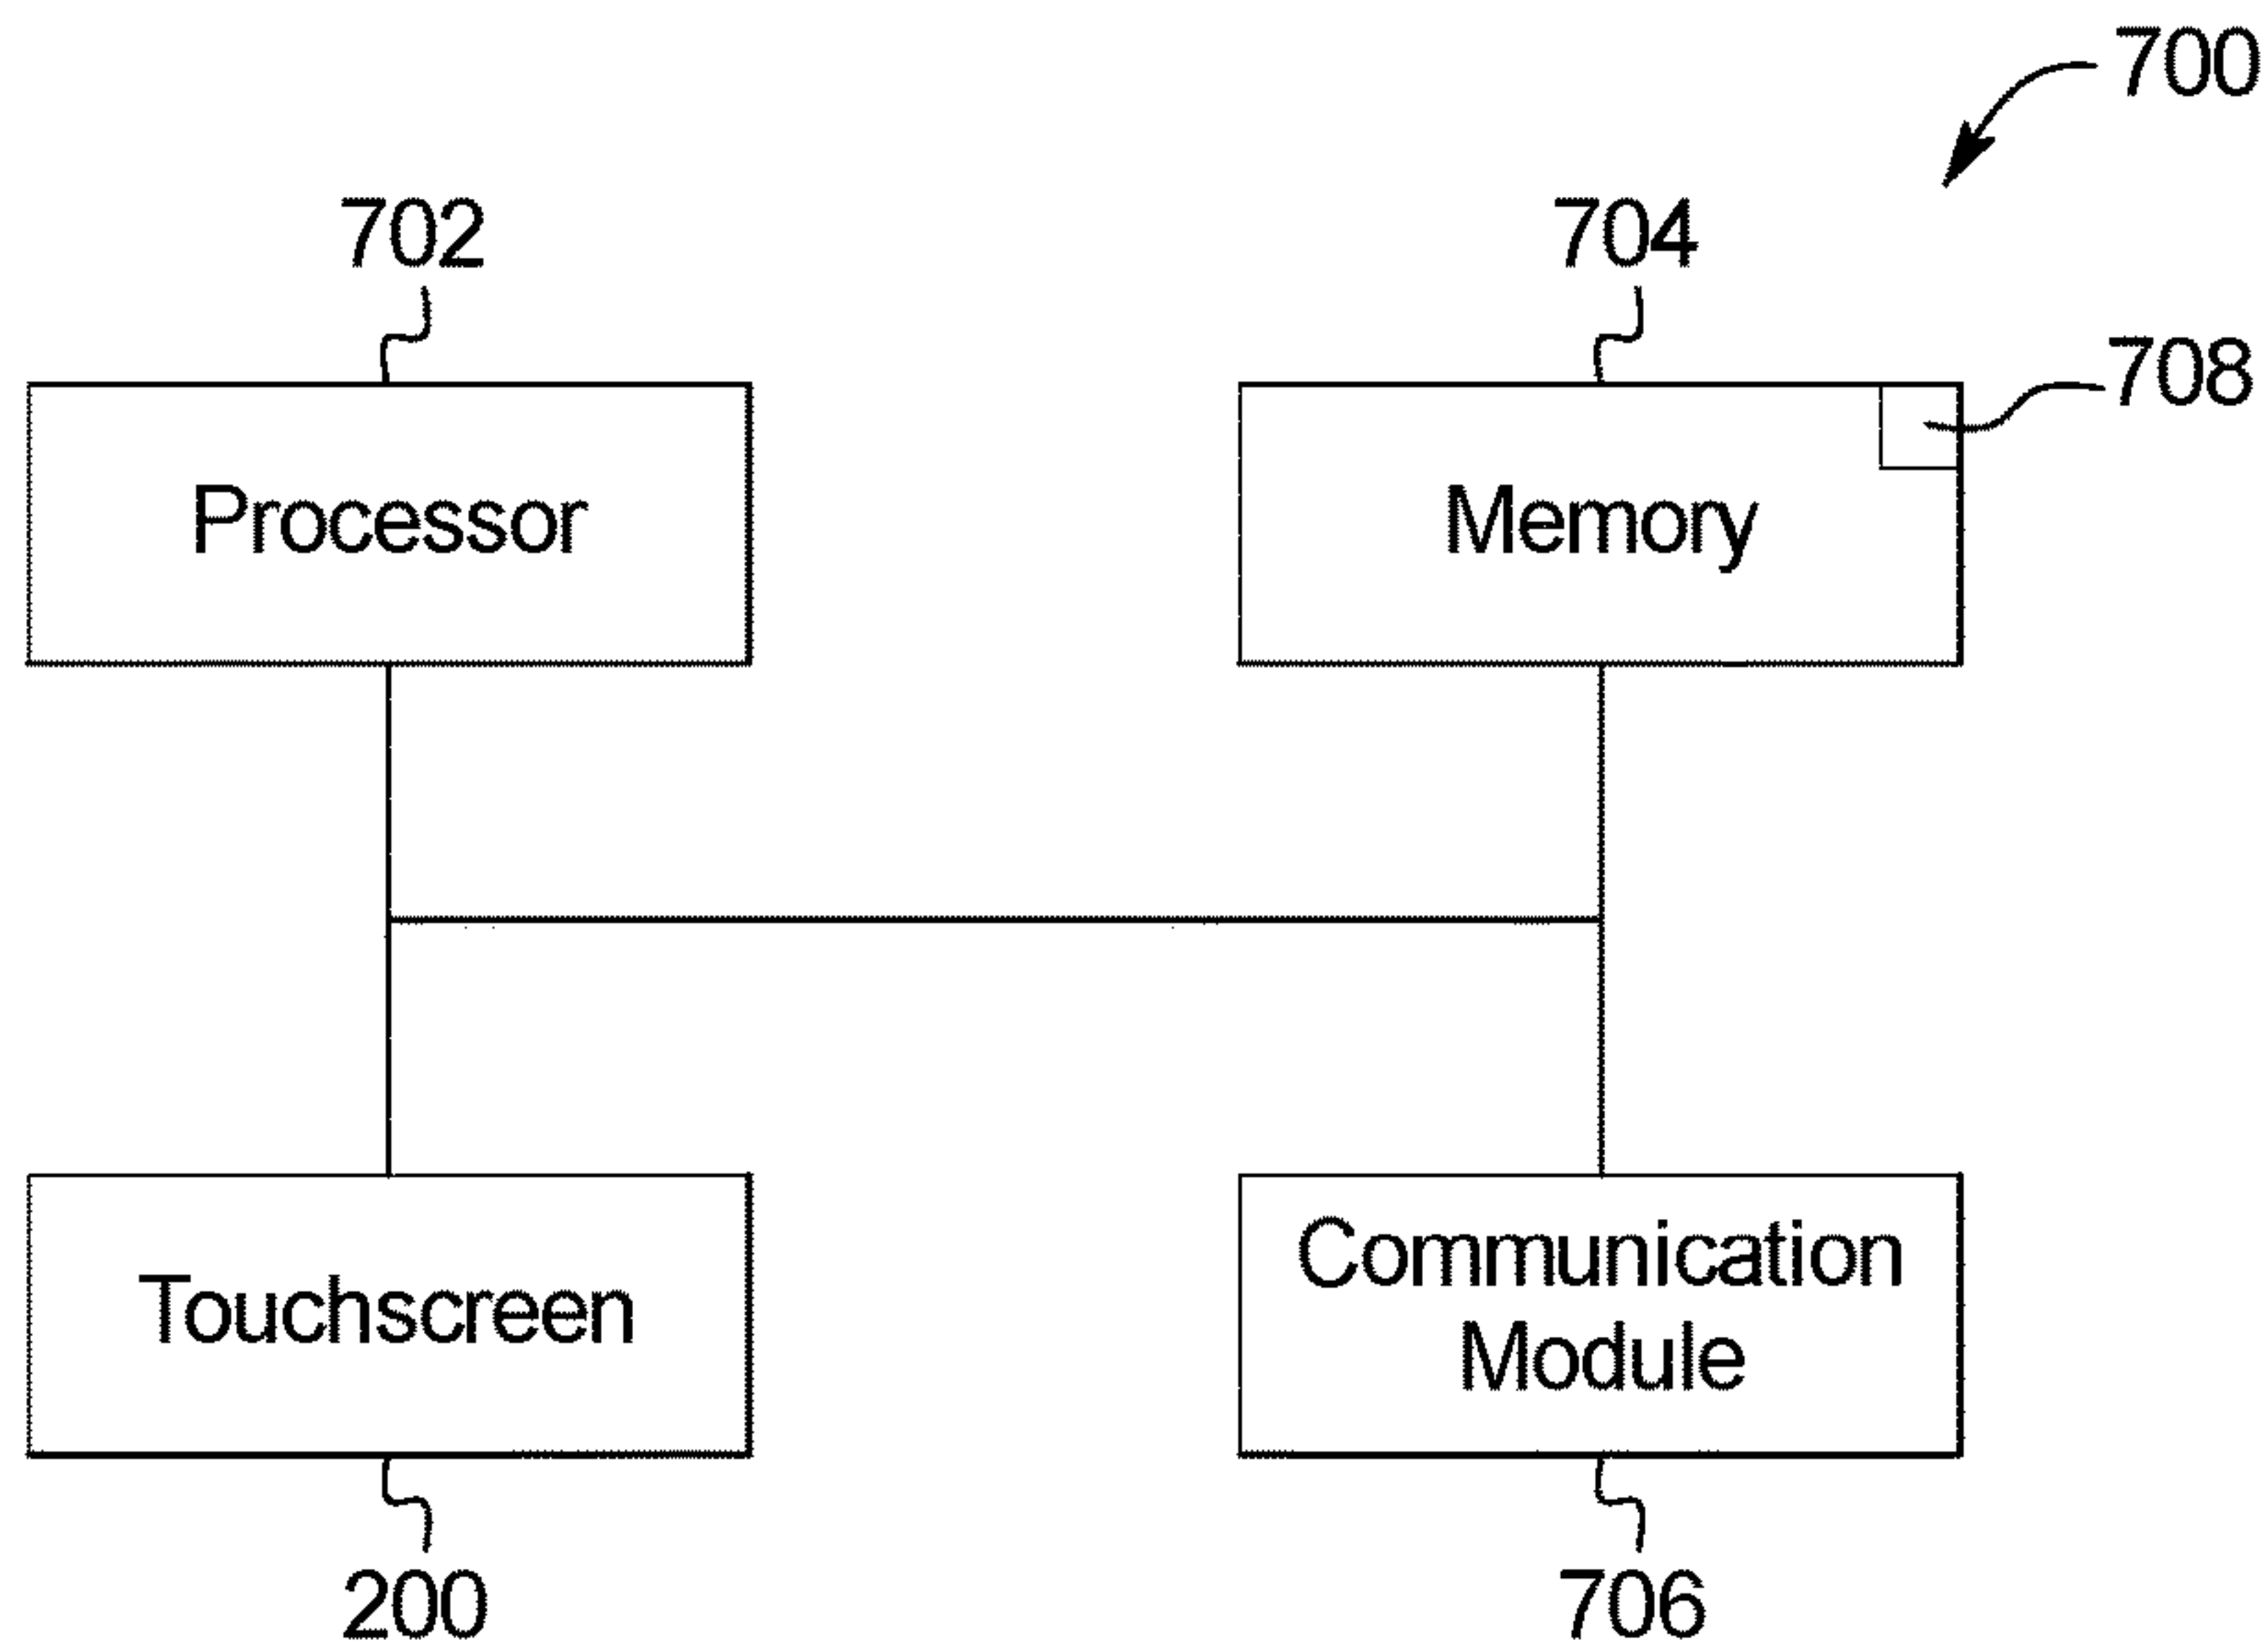 700
702
704
708
Processor
Memory
Touchscreen
Communication
Module
200
706